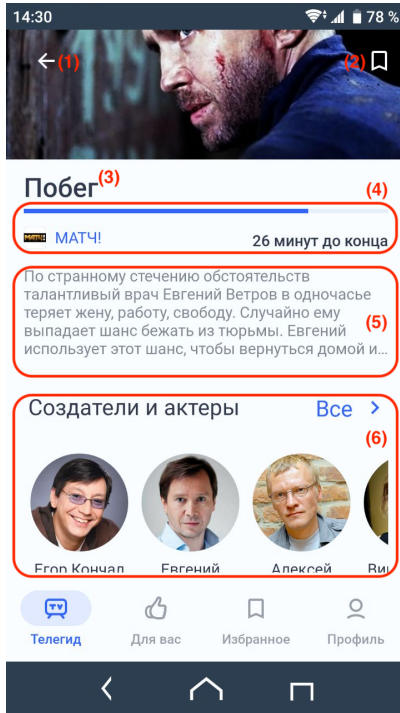 14:30 78 %
(1) (2)
Побег(3)
(4)
МАТЧ! МАТЧ! 26 минут до конца
По странному стечению обстоятельств
талантливый врач Евгений Ветров в одночасье
теряет жену, работу, свободу. Случайно ему
выпадает шанс бежать из тюрьмы. Евгений
использует этот шанс, чтобы вернуться домой и...
(5)
Создатели и актеры Все >
(6)
Егор Кончал Евгений Алексей
TV
Телегид Для вас Избранное Профиль